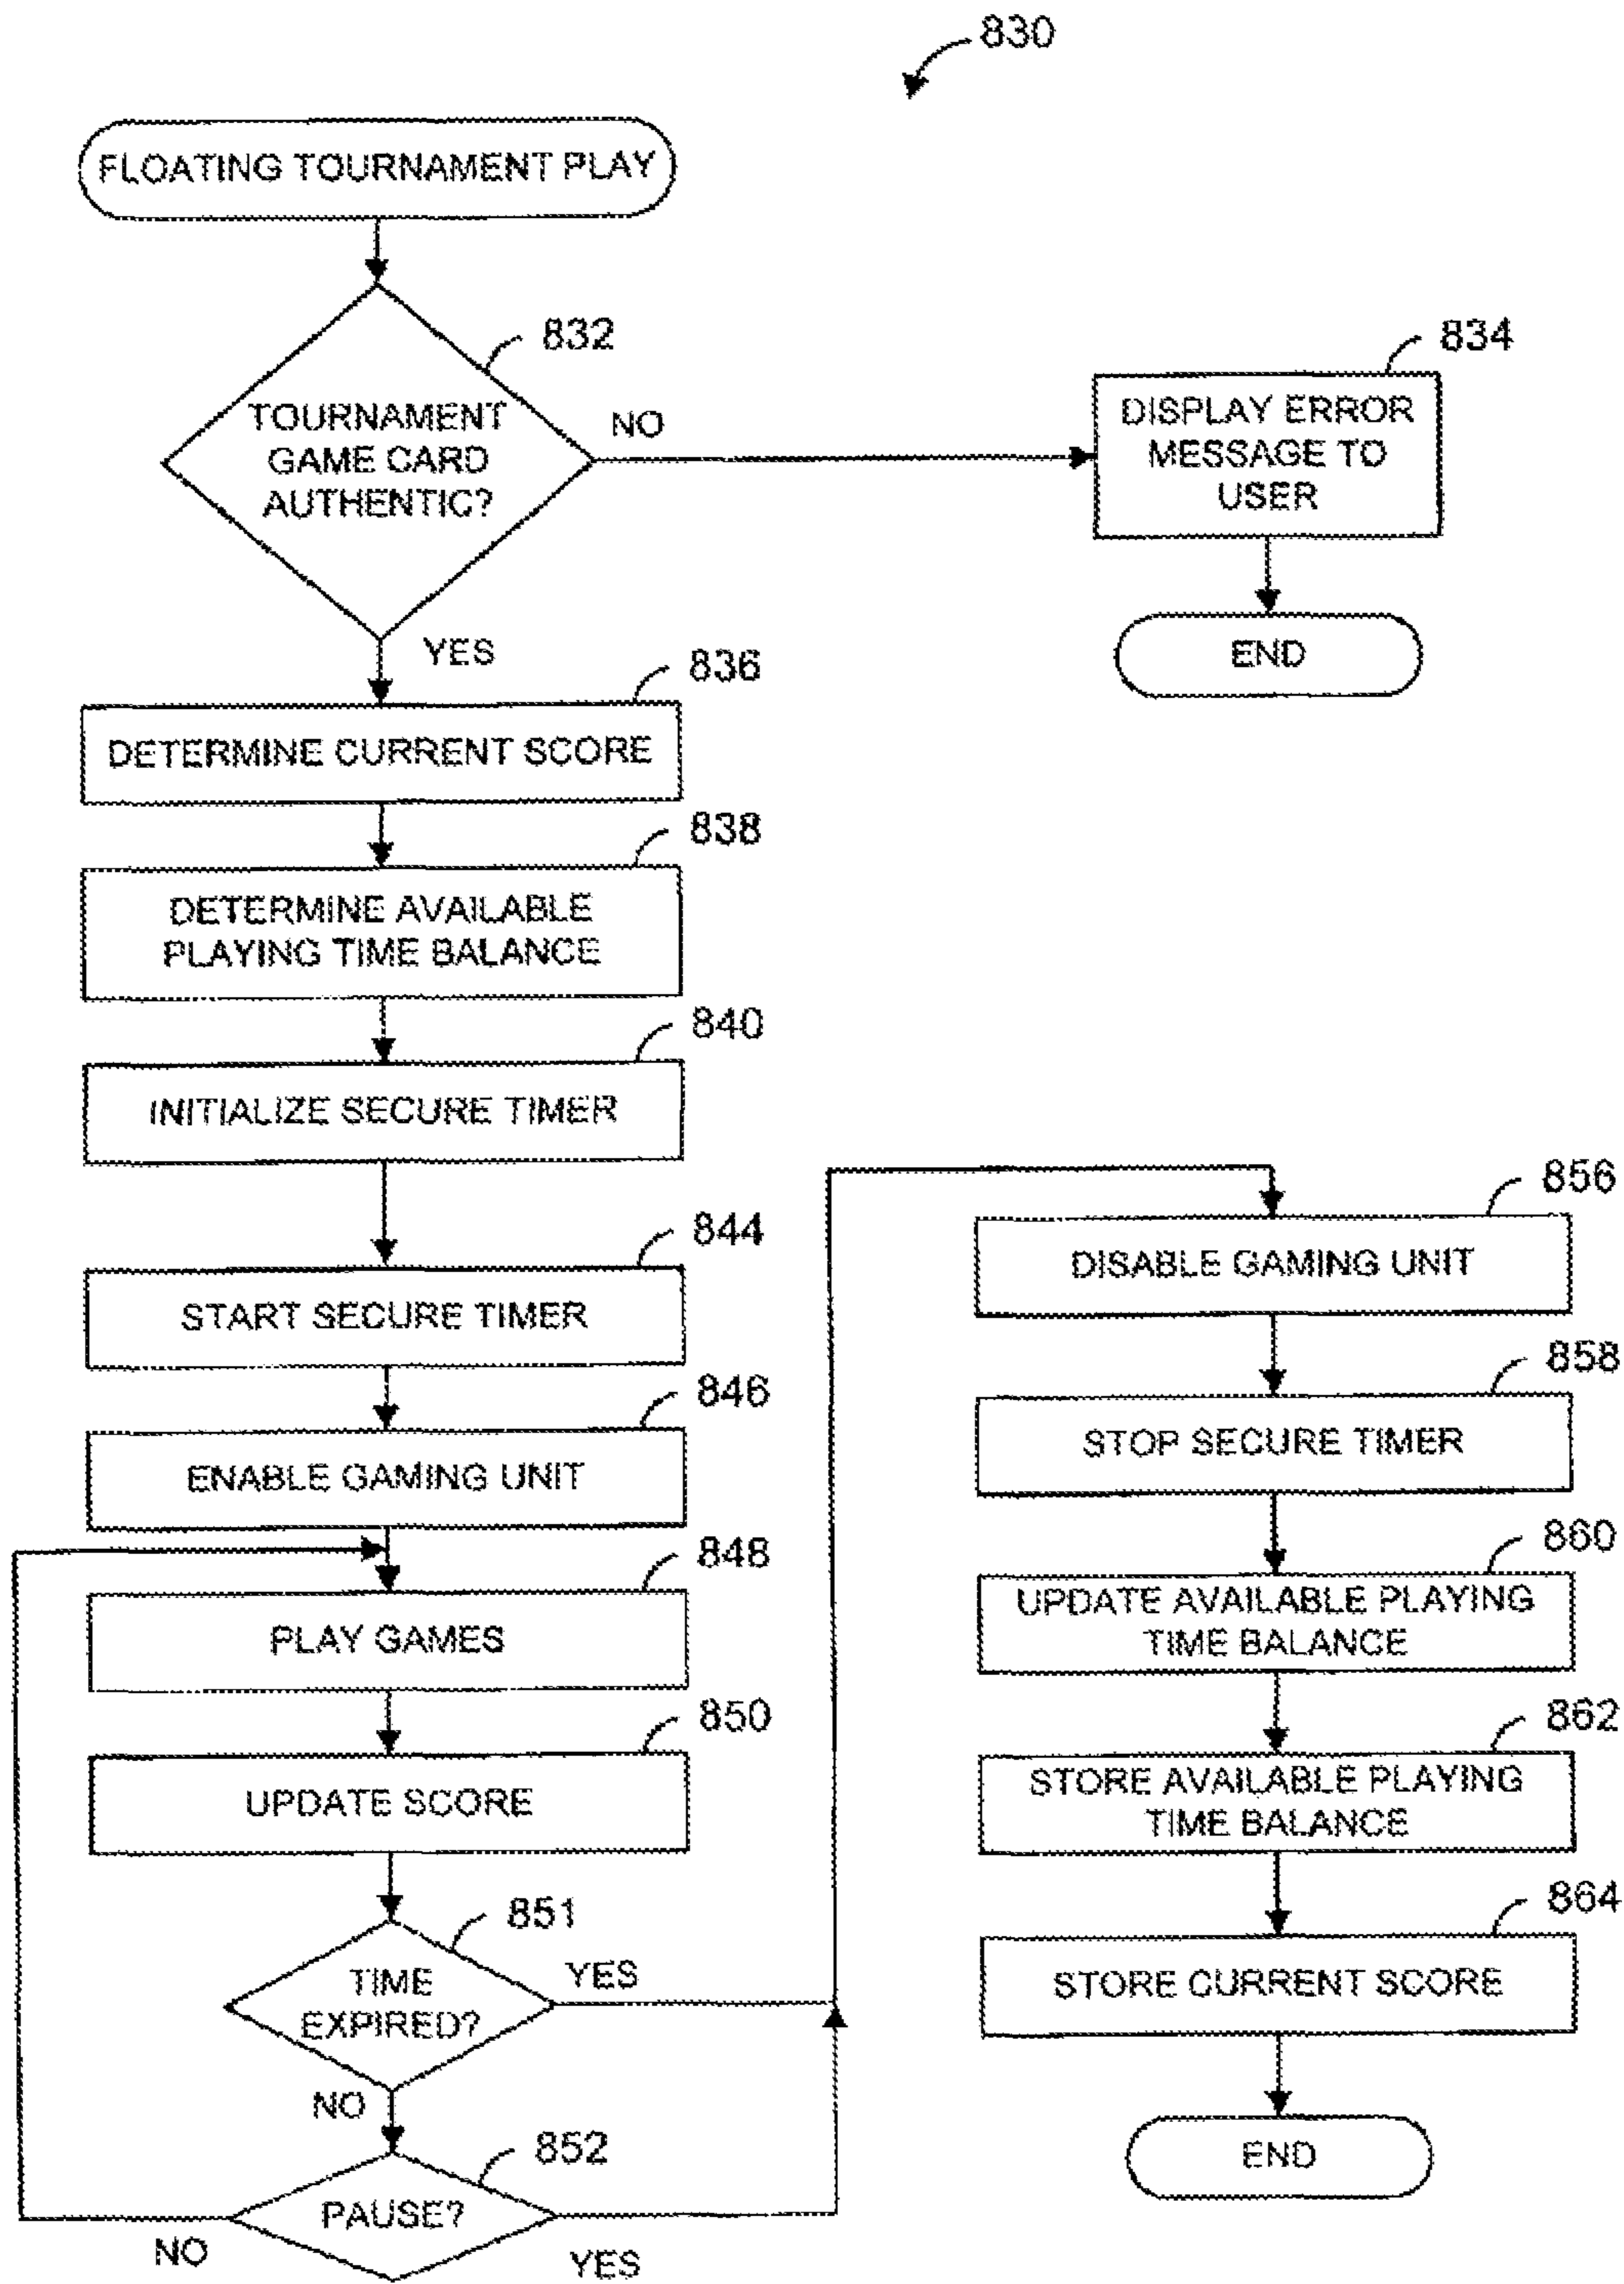 830
FLOATING TOURNAMENT PLAY
832
TOURNAMENT
GAME CARD
AUTHENTIC?
NO
YES
834
DISPLAY ERROR
MESSAGE TO
USER
END
836
DETERMINE CURRENT SCORE
838
DETERMINE AVAILABLE
PLAYING TIME BALANCE
840
INITIALIZE SECURE TIMER
844
START SECURE TIMER
846
ENABLE GAMING UNIT
848
PLAY GAMES
850
UPDATE SCORE
851
TIME
EXPIRED?
YES
NO
852
PAUSE?
NO
YES
856
DISABLE GAMING UNIT
858
STOP SECURE TIMER
860
UPDATE AVAILABLE PLAYING
TIME BALANCE
862
STORE AVAILABLE PLAYING
TIME BALANCE
864
STORE CURRENT SCORE
END